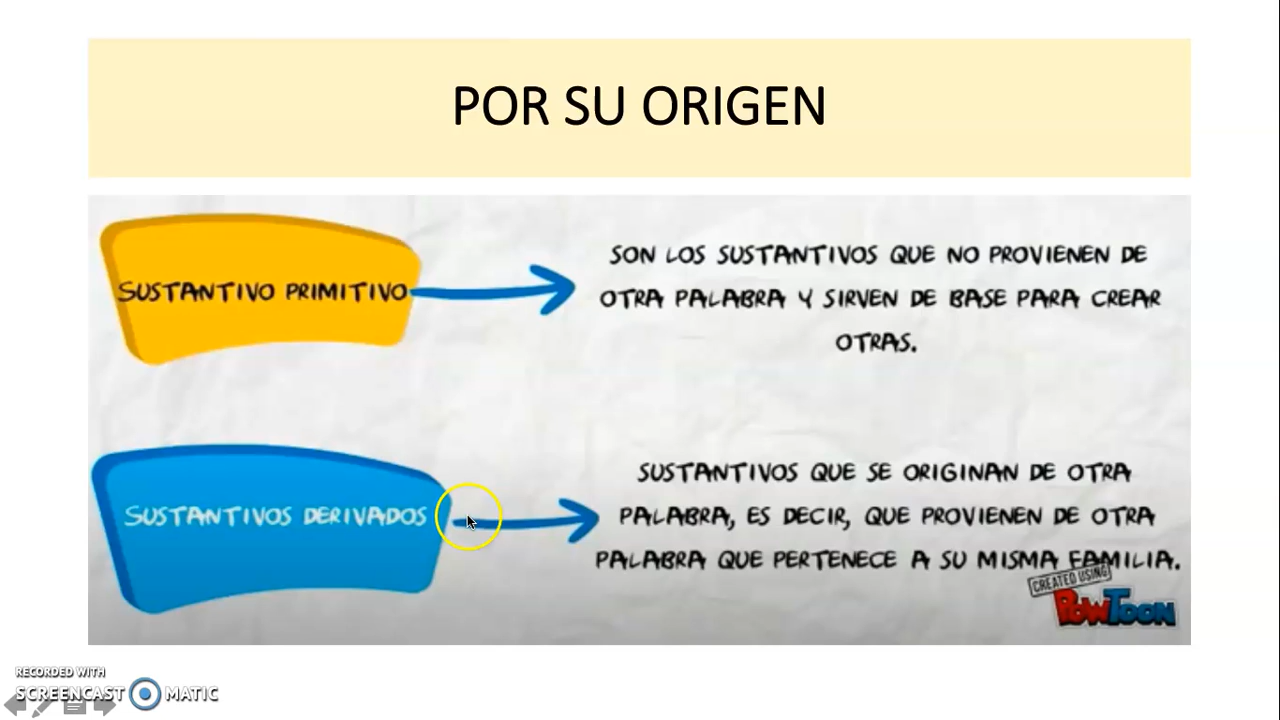 POR SU ORIGEN
SUSTANTIVO PRIMITIVO
SON LOS SUSTANTIVOS QUE NO PROVIENEN DE
OTRA PALABRA Y SIRVEN DE BASE PARA CREAR
OTRAS.
SUSTANTIVOS DERIVADOS
SUSTANTIVOS QUE SE ORIGINAN DE OTRA
PALABRA, ES DECIR, QUE PROVIENEN DE OTRA
PALABRA QUE PERTENECE A SU MISMA FAMILIA.
CREATED USING
POWTOON
RECORDED WITH
SCREENCAST MATIC